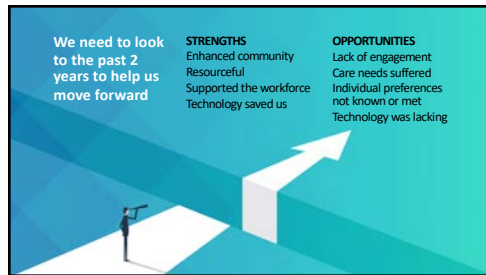 We need to look
to the past 2
years to help us
move forward
STRENGTHS
Enhanced community
Resourceful
Supported the workforce
Technology saved us
OPPORTUNITIES
Lack of engagement
Care needs suffered
Individual preferences
not known or met
Technology was lacking